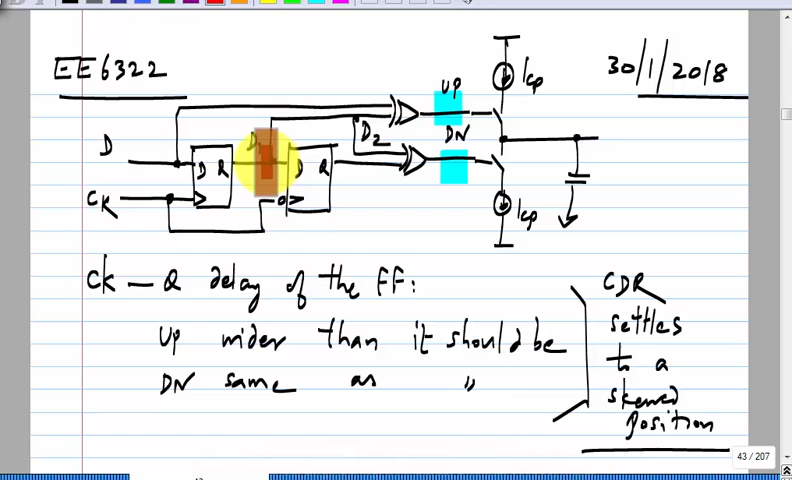 EE6322
30/1/2018
Icp
UP
D
D Q
D
D Q
D2
DN
CK
Icp
Ck — Q delay of the FF:
UP wider than it should be
DN same as "
CDR
settles
to a
skewed
position
43 / 207